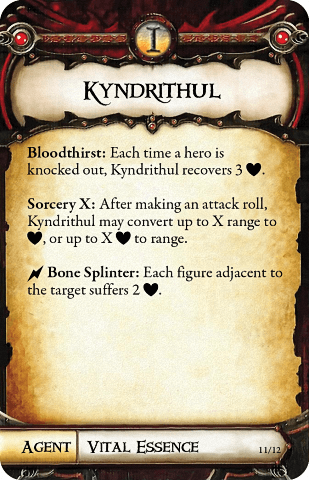 I
Kyndrithul
Bloodthirst: Each time a hero is
knocked out, Kyndrithul recovers 3 ♥.
Sorcery X: After making an attack roll,
Kyndrithul may convert up to X range to
♥, or up to X ♥ to range.
Bone Splinter: Each figure adjacent to
the target suffers 2 ♥.
Agent Vital Essence 11/12